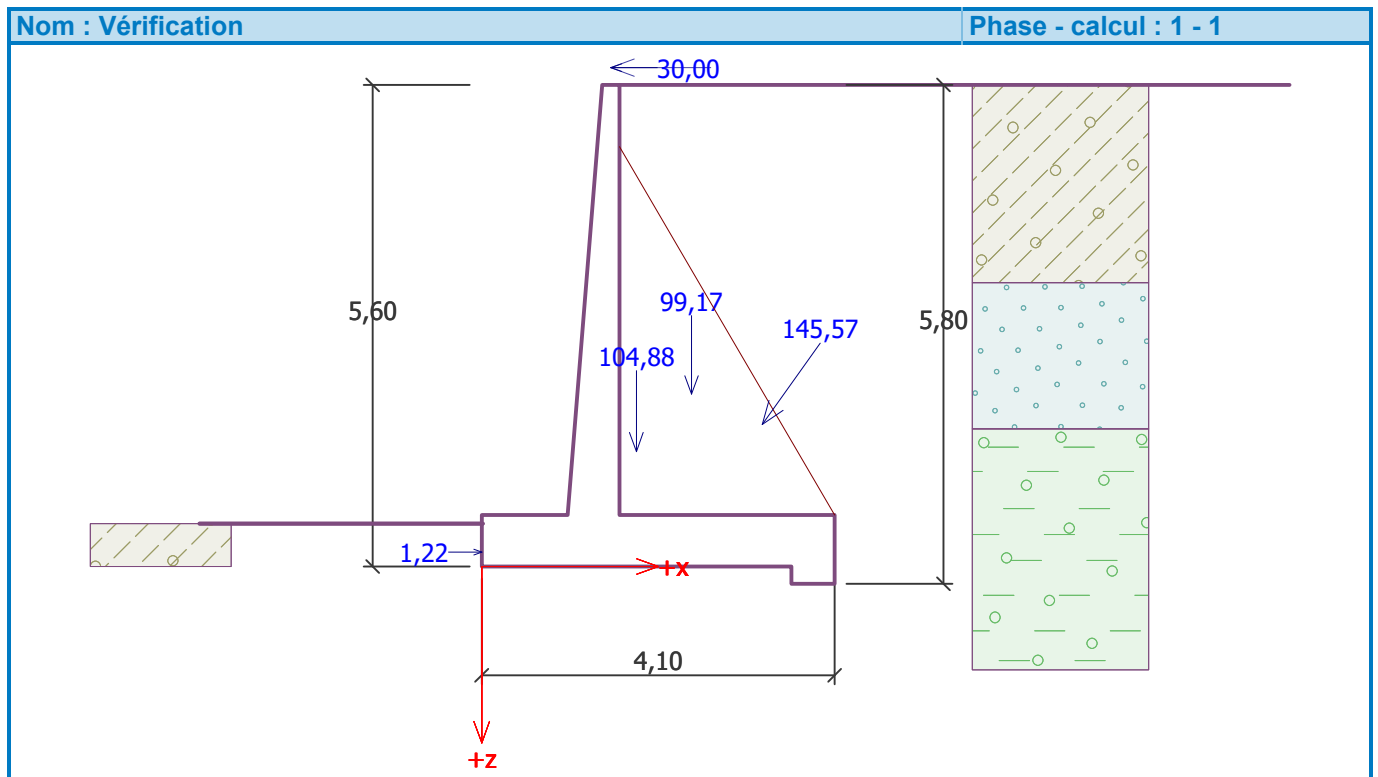 Nom : Vérification
Phase - calcul : 1 - 1
30,00
5,60
99,17
5,80
145,57
104,88
1,22
+x
4,10
+z